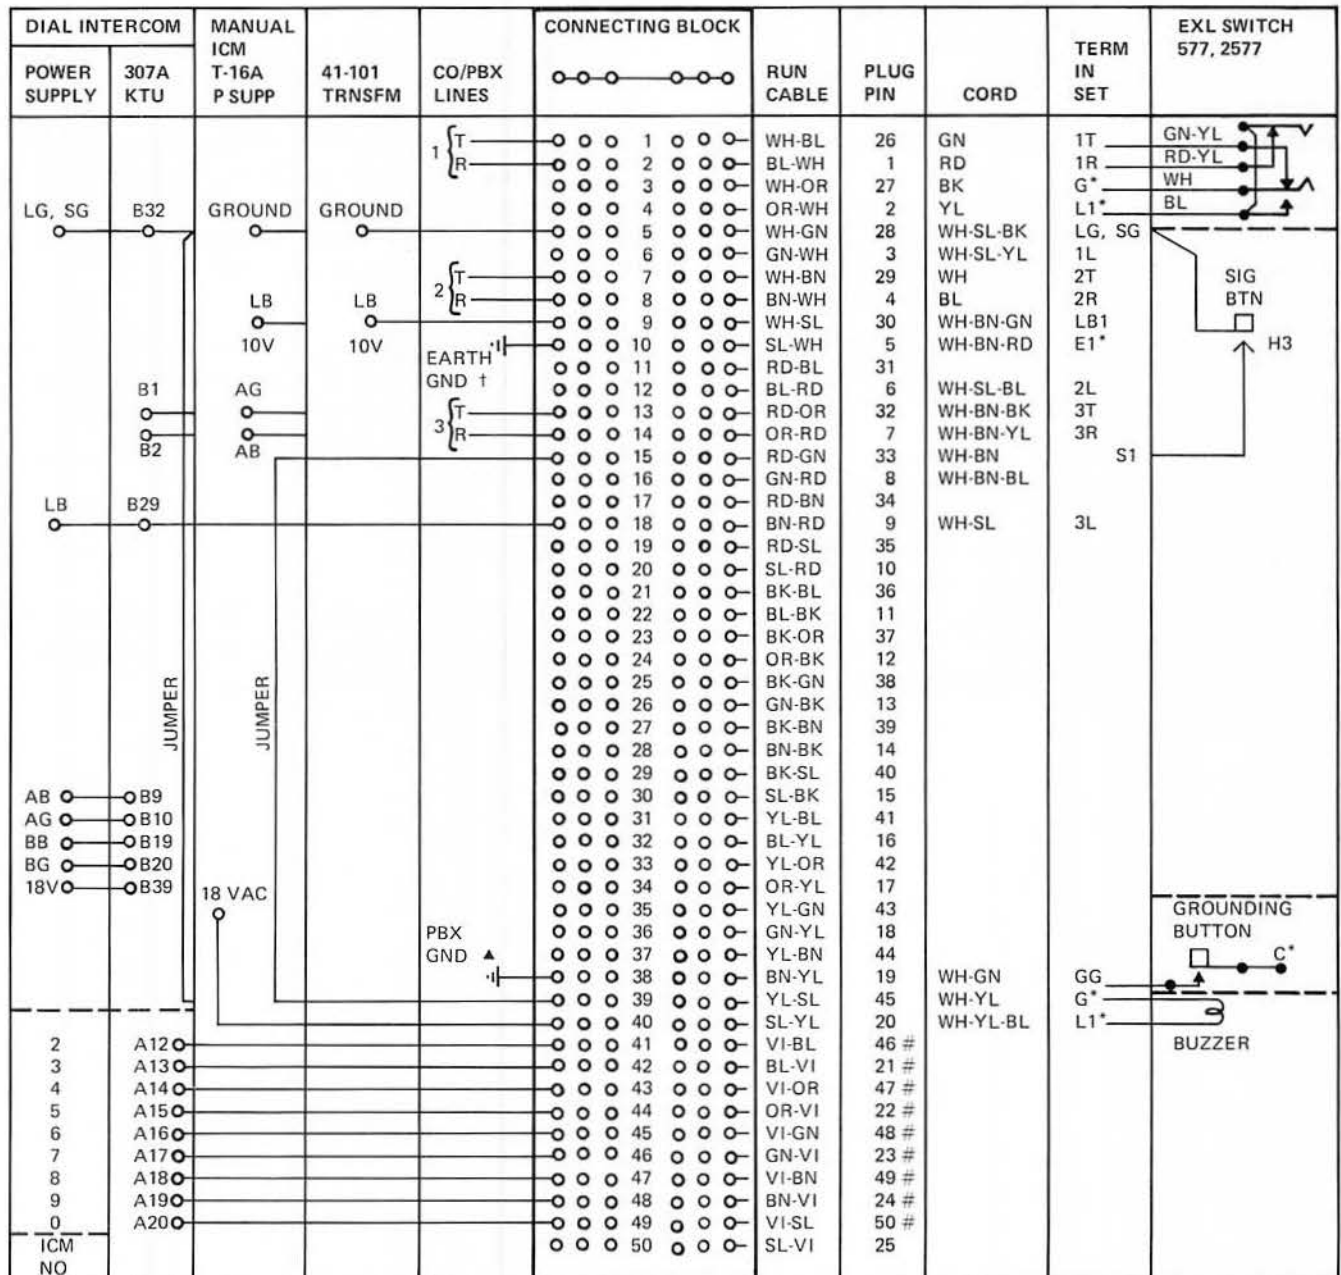 DIAL INTERCOM MANUAL CONNECTING BLOCK EXL SWITCH
ICM TERM 577, 2577
POWER 307A T-16A 41-101 CO/PBX RUN PLUG IN
SUPPLY KTU P SUPP TRNSFM LINES CABLE PIN CORD SET
1 T 1 WH-BL 26 GN 1T GN-YL
R 2 BL-WH 1 RD 1R RD-YL
3 WH-OR 27 BK G* WH
LG, SG B32 GROUND GROUND 4 OR-WH 2 YL L1* BL
5 WH-GN 28 WH-SL-BK LG, SG
6 GN-WH 3 WH-SL-YL 1L
2 T 7 WH-BN 29 WH 2T SIG
LB LB R 8 BN-WH 4 BL 2R BTN
9 WH-SL 30 WH-BN-GN LB1
10V 10V EARTH 10 SL-WH 5 WH-BN-RD E1* H3
GND † 11 RD-BL 31
B1 AG 12 BL-RD 6 WH-SL-BL 2L
3 T 13 RD-OR 32 WH-BN-BK 3T
R 14 OR-RD 7 WH-BN-YL 3R
B2 AB 15 RD-GN 33 WH-BN S1
16 GN-RD 8 WH-BN-BL
LB B29 17 RD-BN 34
18 BN-RD 9 WH-SL 3L
19 RD-SL 35
20 SL-RD 10
21 BK-BL 36
22 BL-BK 11
23 BK-OR 37
24 OR-BK 12
25 BK-GN 38
JUMPER JUMPER 26 GN-BK 13
27 BK-BN 39
28 BN-BK 14
29 BK-SL 40
AB B9 30 SL-BK 15
AG B10 31 YL-BL 41
BB B19 32 BL-YL 16
BG B20 33 YL-OR 42
18V B39 18 VAC 34 OR-YL 17
35 YL-GN 43 GROUNDING
PBX 36 GN-YL 18 BUTTON
GND ▲ 37 YL-BN 44 C*
38 BN-YL 19 WH-GN GG
39 YL-SL 45 WH-YL G*
40 SL-YL 20 WH-YL-BL L1*
2 A12 41 VI-BL 46 # BUZZER
3 A13 42 BL-VI 21 #
4 A14 43 VI-OR 47 #
5 A15 44 OR-VI 22 #
6 A16 45 VI-GN 48 #
7 A17 46 GN-VI 23 #
8 A18 47 VI-BN 49 #
9 A19 48 BN-VI 24 #
0 A20 49 VI-SL 50 #
ICM 50 SL-VI 25
NO